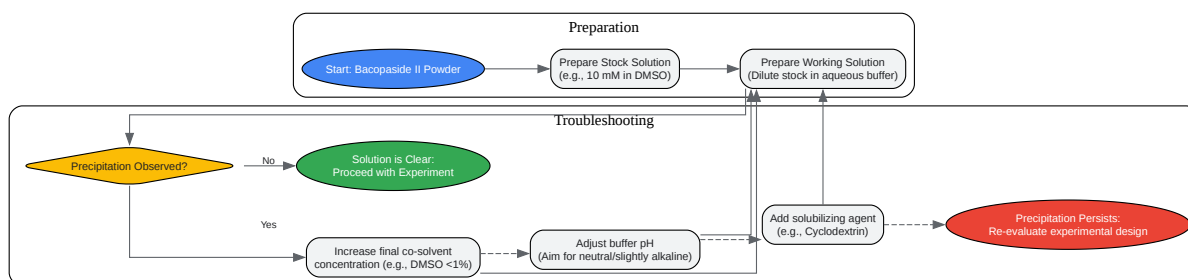 Preparation
Start: Bacopaside II Powder
Prepare Stock Solution
(e.g., 10 mM in DMSO)
Prepare Working Solution
(Dilute stock in aqueous buffer)
Troubleshooting
Precipitation Observed?
No
Solution is Clear:
Proceed with Experiment
Yes
Increase final co-solvent
concentration (e.g., DMSO <1%)
Adjust buffer pH
(Aim for neutral/slightly alkaline)
Add solubilizing agent
(e.g., Cyclodextrin)
Precipitation Persists:
Re-evaluate experimental design